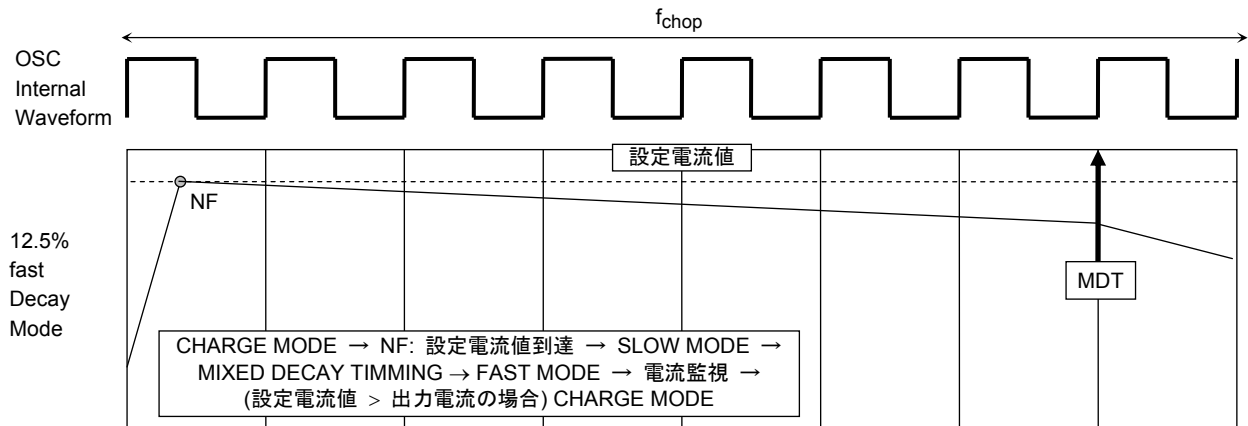 fchop
OSC
Internal
Waveform
設定電流値
NF
12.5%
fast
Decay
Mode
MDT
CHARGE MODE → NF: 設定電流値到達 → SLOW MODE →
MIXED DECAY TIMMING → FAST MODE → 電流監視 →
(設定電流値 > 出力電流の場合) CHARGE MODE